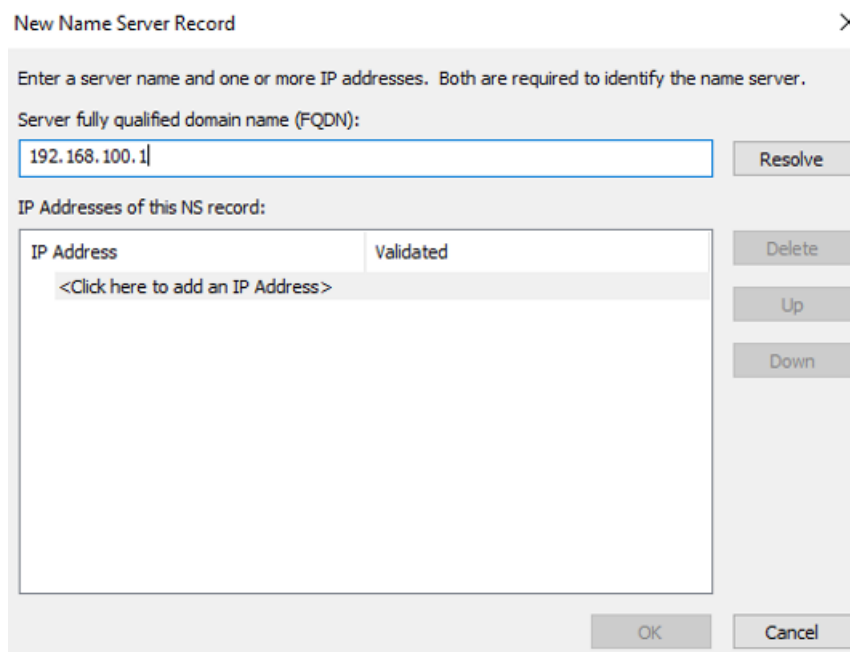 New Name Server Record
Enter a server name and one or more IP addresses. Both are required to identify the name server.
Server fully qualified domain name (FQDN):
192.168.100.1
Resolve
IP Addresses of this NS record:
IP Address Validated
Delete
<Click here to add an IP Address>
Up
Down
OK Cancel